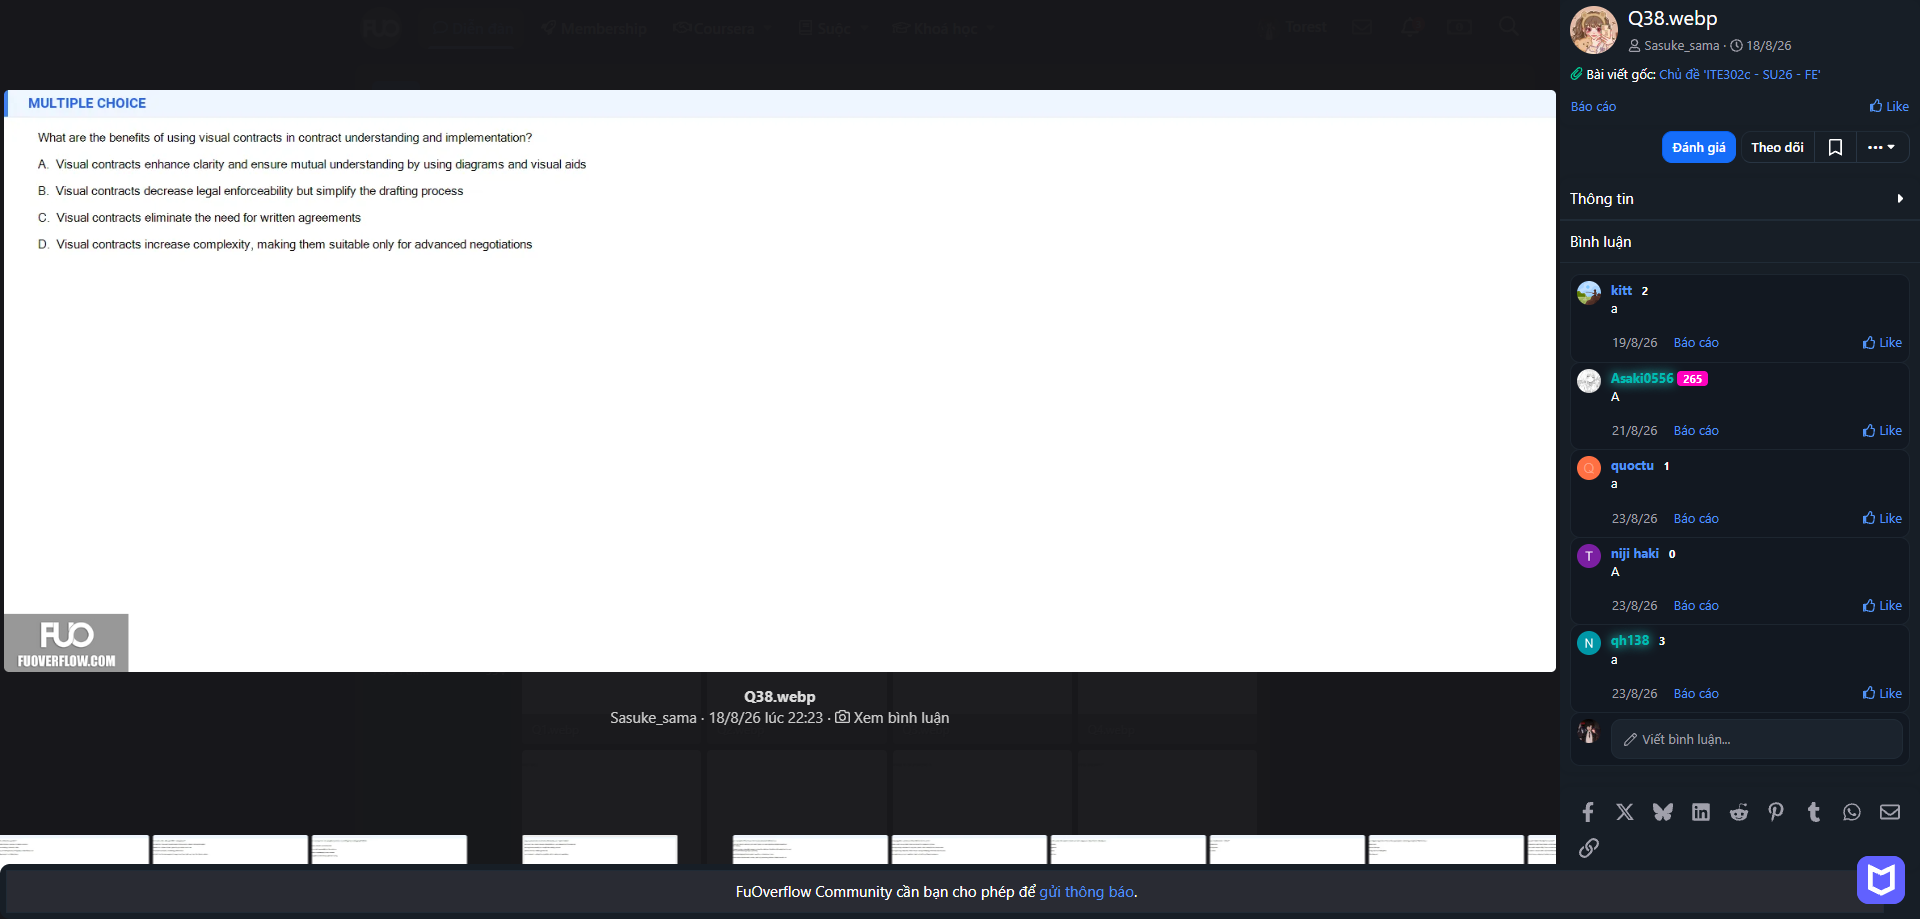 FUO
Membership
Coursera
Khoá học
Torest
MULTIPLE CHOICE
What are the benefits of using visual contracts in contract understanding and implementation?
A. Visual contracts enhance clarity and ensure mutual understanding by using diagrams and visual aids
B. Visual contracts decrease legal enforceability but simplify the drafting process
C. Visual contracts eliminate the need for written agreements
D. Visual contracts increase complexity, making them suitable only for advanced negotiations
FUO
FUOVERFLOW.COM
Q38.webp
Sasuke_sama · 18/8/26 lúc 22:23 · Xem bình luận
FuOverflow Community cần bạn cho phép để gửi thông báo.
Q38.webp
Sasuke_sama · 18/8/26
Bài viết gốc: Chủ đề 'ITE302c - SU26 - FE'
Báo cáo Like
Đánh giá Theo dõi
Thông tin
Bình luận
kitt 2
a
19/8/26 Báo cáo Like
Asaki0556 265
A
21/8/26 Báo cáo Like
Q quoctu 1
a
23/8/26 Báo cáo Like
T niji haki 0
A
23/8/26 Báo cáo Like
N qh138 3
a
23/8/26 Báo cáo Like
Viết bình luận...